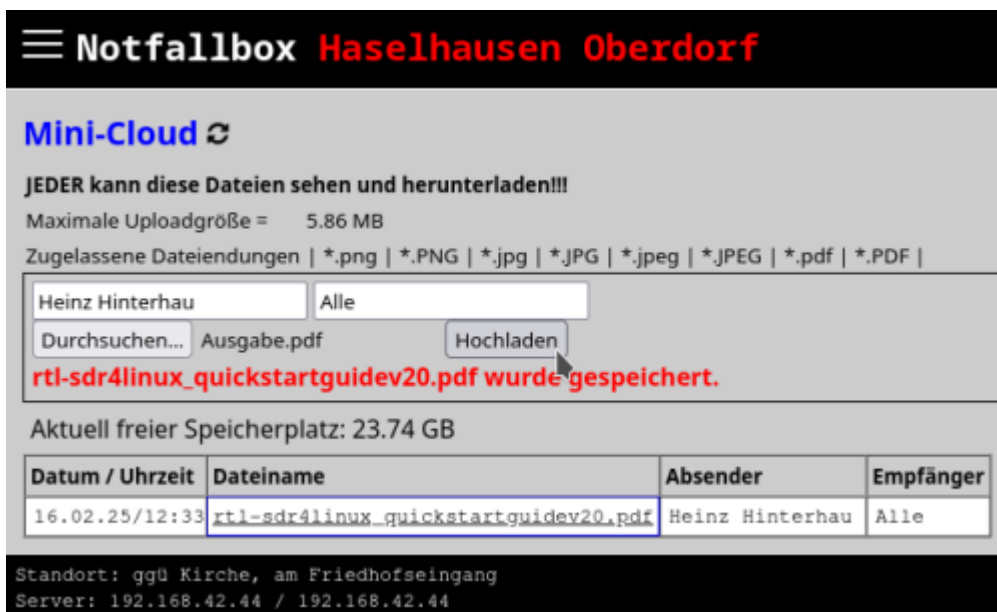 Notfallbox Haselhausen Oberdorf
Mini-Cloud
JEDER kann diese Dateien sehen und herunterladen!!!
Maximale Uploadgröße = 5.86 MB
Zugelassene Dateiendungen | *.png | *.PNG | *.jpg | *.JPG | *.jpeg | *.JPEG | *.pdf | *.PDF |
Heinz Hinterhau Alle
Durchsuchen... Ausgabe.pdf Hochladen
rtl-sdr4linux_quickstartguidev20.pdf wurde gespeichert.
Aktuell freier Speicherplatz: 23.74 GB
Datum / Uhrzeit Dateiname Absender Empfänger
16.02.25/12:33 rtl-sdr4linux_quickstartguidev20.pdf Heinz Hinterhau Alle
Standort: ggü Kirche, am Friedhofseingang
Server: 192.168.42.44 / 192.168.42.44